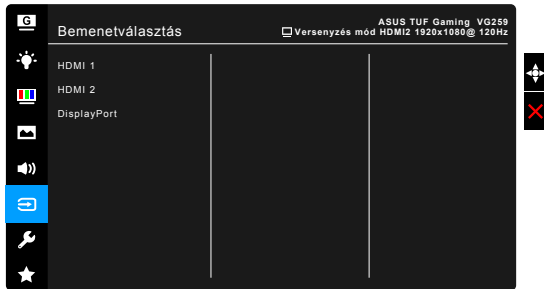 G
Bemenetválasztás
ASUS TUF Gaming VG259
Versenyzés mód HDMI2 1920x1080@ 120Hz
HDMI 1
HDMI 2
DisplayPort